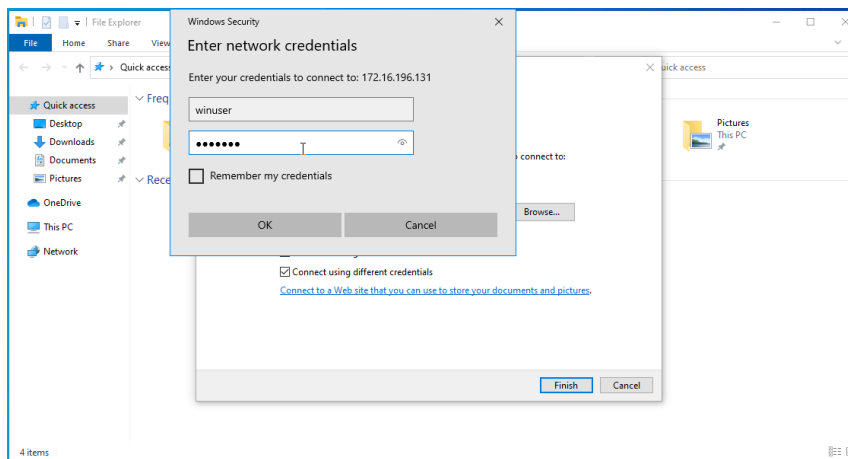 File Explorer
File Home Share View
Quick access
Quick access
Desktop
Downloads
Documents
Pictures
OneDrive
This PC
Network
4 items
Windows Security
Enter network credentials
Enter your credentials to connect to: 172.16.196.131
winuser
Remember my credentials
OK Cancel
connect to:
Browse...
Connect using different credentials
Connect to a Web site that you can use to store your documents and pictures.
Finish Cancel
Pictures
This PC